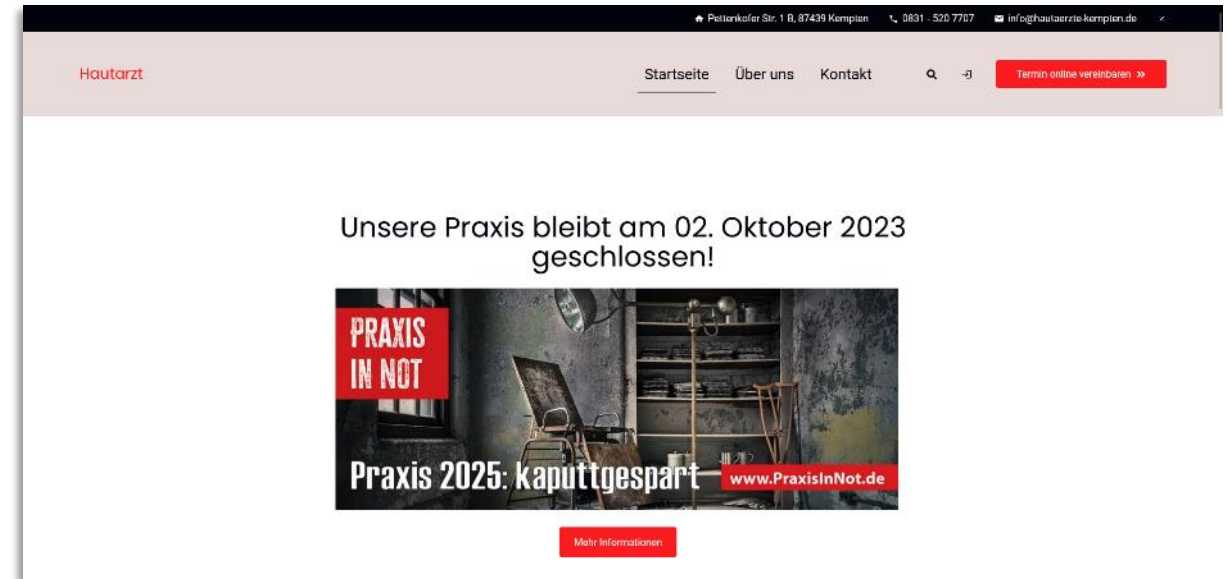 Pettenkofer Str. 1 B, 87439 Kempten 0831 - 520 7707 info@hautaerzte-kempten.de
Hautarzt Startseite Über uns Kontakt Termin online vereinbaren »
Unsere Praxis bleibt am 02. Oktober 2023
geschlossen!
PRAXIS
IN NOT
Praxis 2025: kaputtgespart www.PraxisInNot.de
Mehr Informationen